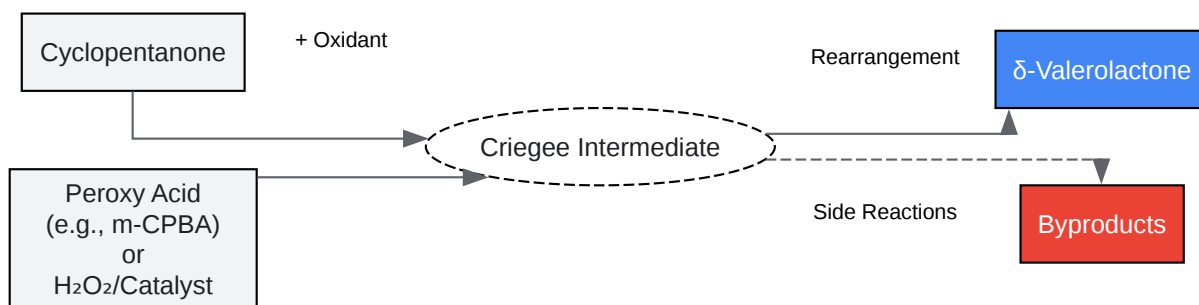 Cyclopentanone
+ Oxidant
Peroxy Acid
(e.g., m-CPBA)
or
H₂O₂/Catalyst
Criegee Intermediate
Rearrangement
δ-Valerolactone
Side Reactions
Byproducts